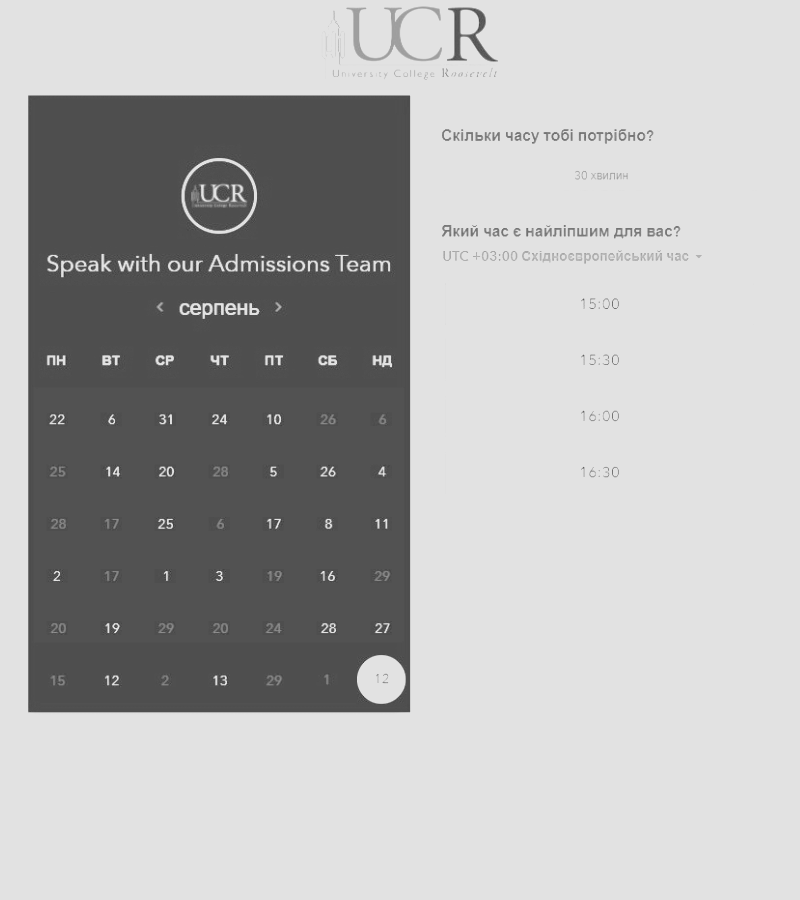 UCR
University College Roosevelt
UCR
Speak with our Admissions Team
серпень
ПН ВТ СР ЧТ ПТ СБ НД
22 6 31 24 10 26 6
25 14 20 28 5 26 4
28 17 25 6 17 8 11
2 17 1 3 19 16 29
20 19 29 20 24 28 27
15 12 2 13 29 1 12
Скільки часу тобі потрібно?
30 хвилин
Який час є найліпшим для вас?
UTC +03:00 Східноєвропейський час
15:00
15:30
16:00
16:30